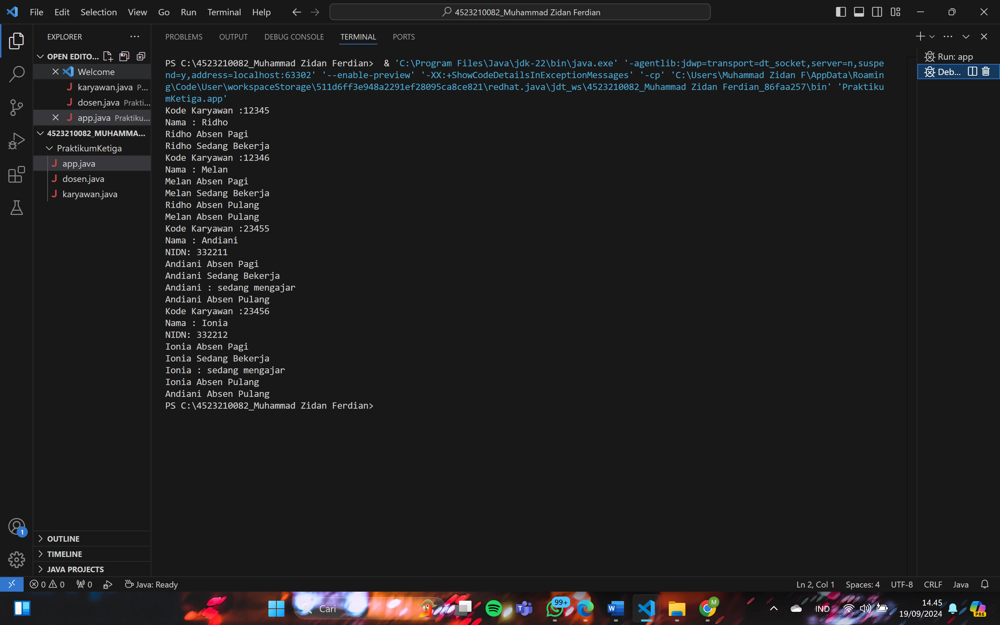 File Edit Selection View Go Run Terminal Help
4523210082_Muhammad Zidan Ferdian
EXPLORER
OPEN EDITO...
Welcome
karyawan.java P...
dosen.java Prakti...
app.java Praktiku...
4523210082_MUHAMMA...
PraktikumKetiga
app.java
dosen.java
karyawan.java
OUTLINE
TIMELINE
JAVA PROJECTS
PROBLEMS OUTPUT DEBUG CONSOLE TERMINAL PORTS
PS C:\4523210082_Muhammad Zidan Ferdian>  & 'C:\Program Files\Java\jdk-22\bin\java.exe' '-agentlib:jdwp=transport=dt_socket,server=n,suspe
nd=y,address=localhost:63302' '--enable-preview' '-XX:+ShowCodeDetailsInExceptionMessages' '-cp' 'C:\Users\Muhammad Zidan F\AppData\Roamin
g\Code\User\workspaceStorage\511d6ff3e948a2291ef28095ca8ce821\redhat.java\jdt_ws\4523210082_Muhammad Zidan Ferdian_86faa257\bin' 'Praktiku
mKetiga.app'
Kode Karyawan :12345
Nama : Ridho
Ridho Absen Pagi
Ridho Sedang Bekerja
Kode Karyawan :12346
Nama : Melan
Melan Absen Pagi
Melan Sedang Bekerja
Ridho Absen Pulang
Melan Absen Pulang
Kode Karyawan :23455
Nama : Andiani
NIDN: 332211
Andiani Absen Pagi
Andiani Sedang Bekerja
Andiani : sedang mengajar
Andiani Absen Pulang
Kode Karyawan :23456
Nama : Ionia
NIDN: 332212
Ionia Absen Pagi
Ionia Sedang Bekerja
Ionia : sedang mengajar
Ionia Absen Pulang
Andiani Absen Pulang
PS C:\4523210082_Muhammad Zidan Ferdian>
Run: app
Deb...
1
0 0 0 Java: Ready
Ln 2, Col 1 Spaces: 4 UTF-8 CRLF Java
Cari
99+
M
IND
14.45
19/09/2024
PRE